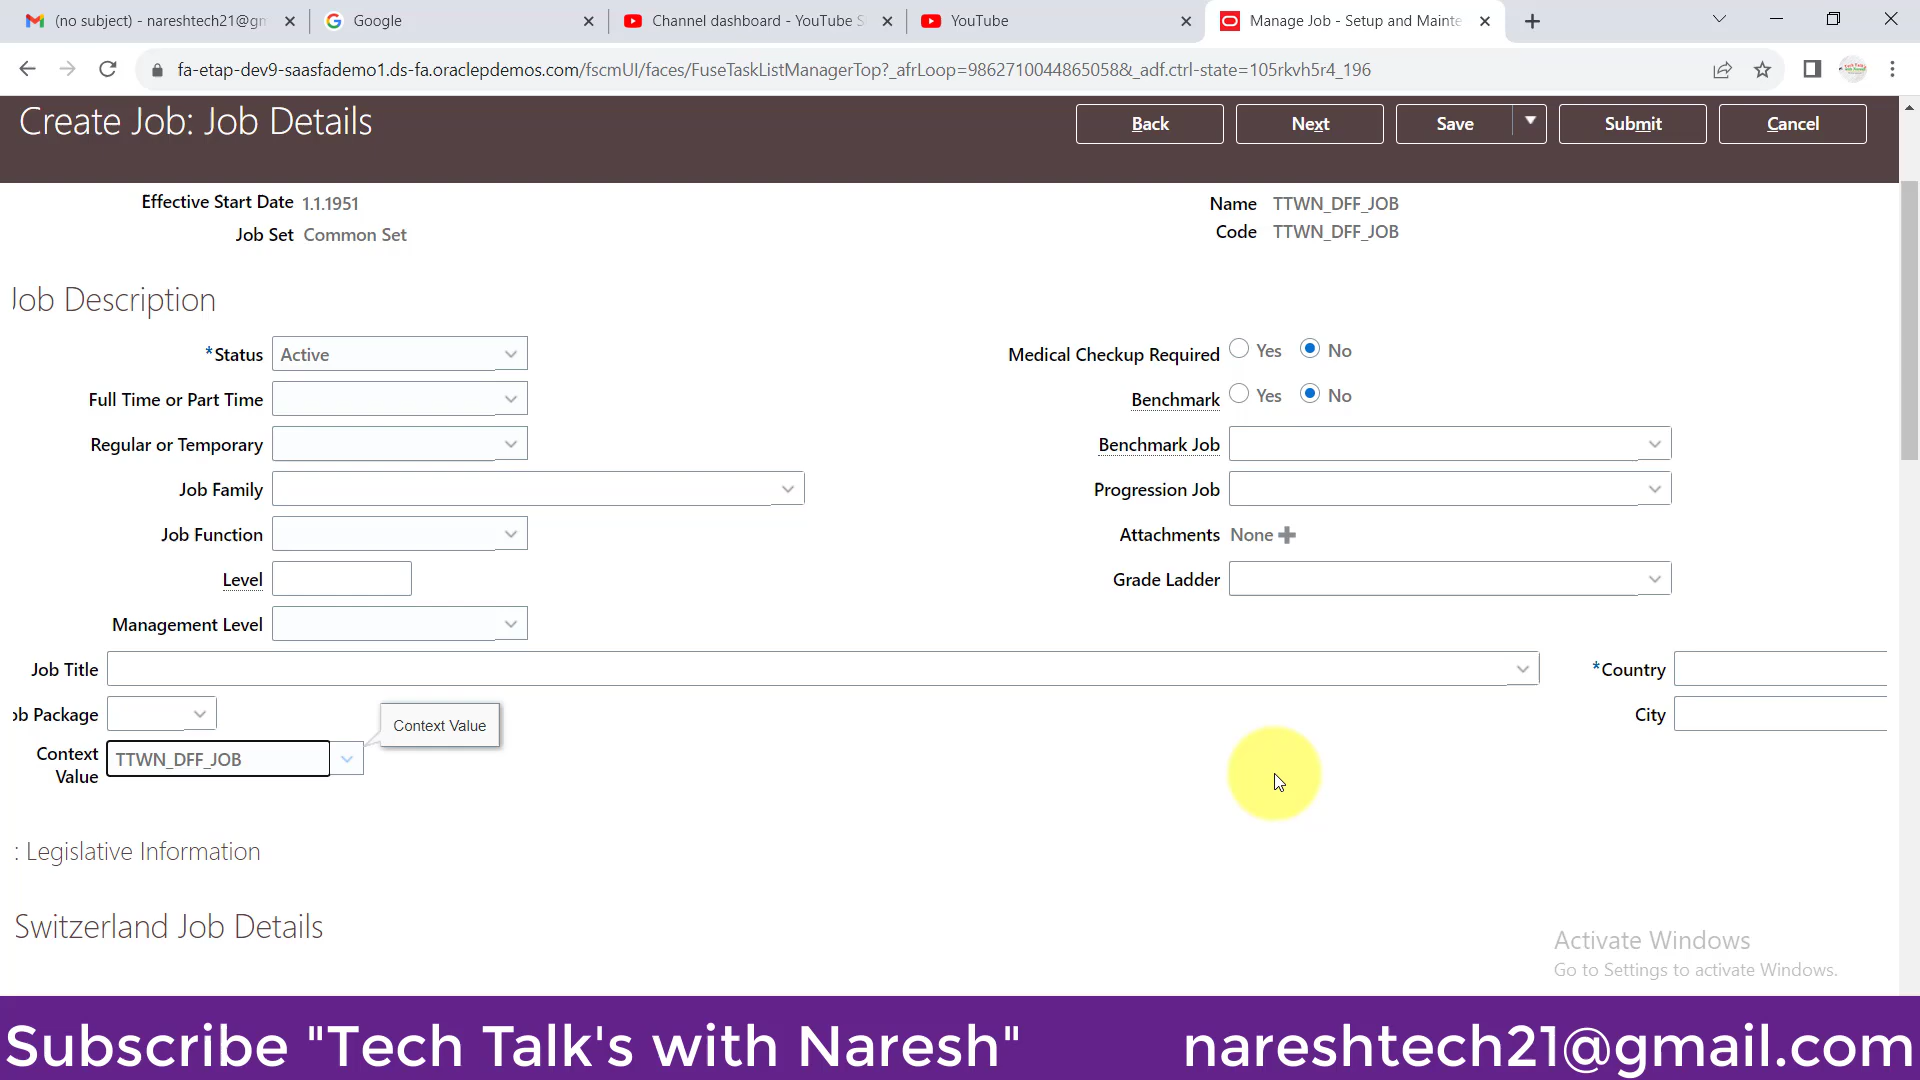 (no subject) - nareshtech21@gm
Google
Channel dashboard - YouTube S
YouTube
Manage Job - Setup and Mainte
fa-etap-dev9-saasfademo1.ds-fa.oraclepdemos.com/fscmUI/faces/FuseTaskListManagerTop?_afrLoop=9862710044865058&_adf.ctrl-state=105rkvh5r4_196
Create Job: Job Details
Back
Next
Save
Submit
Cancel
Effective Start Date 1.1.1951
Name TTWN_DFF_JOB
Job Set Common Set
Code TTWN_DFF_JOB
Job Description
*Status Active
Medical Checkup Required Yes No
Full Time or Part Time
Benchmark Yes No
Regular or Temporary
Benchmark Job
Job Family
Progression Job
Job Function
Attachments None
Level
Grade Ladder
Management Level
Job Title
*Country
ob Package
City
Context Value
Context
Value
TTWN_DFF_JOB
: Legislative Information
Switzerland Job Details
Activate Windows
Go to Settings to activate Windows.
Subscribe "Tech Talk's with Naresh"
nareshtech21@gmail.com